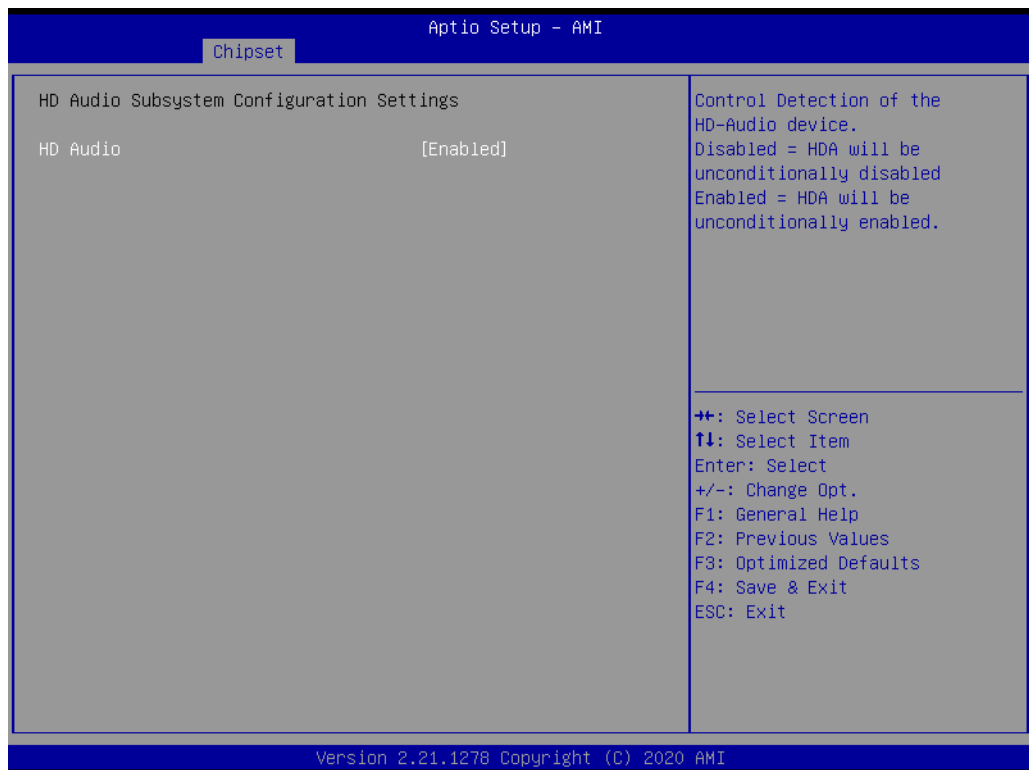 Aptio Setup – AMI
Chipset
HD Audio Subsystem Configuration Settings
HD Audio [Enabled]
Control Detection of the
HD-Audio device.
Disabled = HDA will be
unconditionally disabled
Enabled = HDA will be
unconditionally enabled.
→←: Select Screen
↑↓: Select Item
Enter: Select
+/-: Change Opt.
F1: General Help
F2: Previous Values
F3: Optimized Defaults
F4: Save & Exit
ESC: Exit
Version 2.21.1278 Copyright (C) 2020 AMI